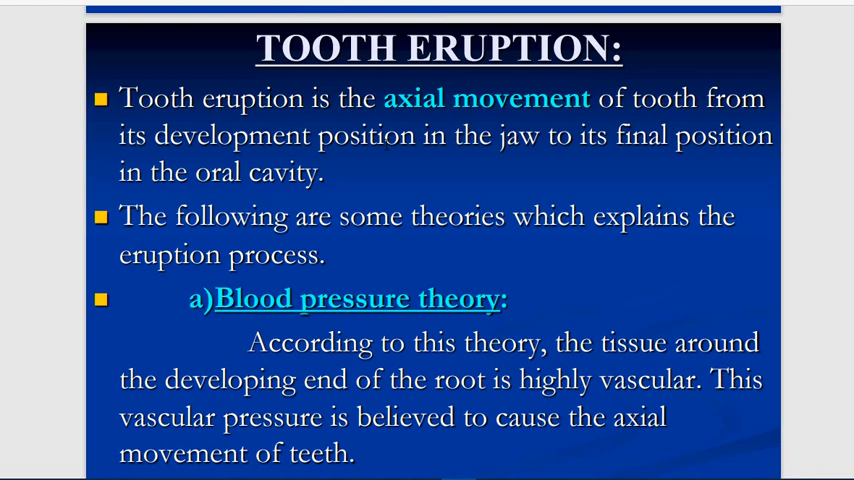 TOOTH ERUPTION:
Tooth eruption is the axial movement of tooth from
its development position in the jaw to its final position
in the oral cavity.
The following are some theories which explains the
eruption process.
a)Blood pressure theory:
According to this theory, the tissue around
the developing end of the root is highly vascular. This
vascular pressure is believed to cause the axial
movement of teeth.